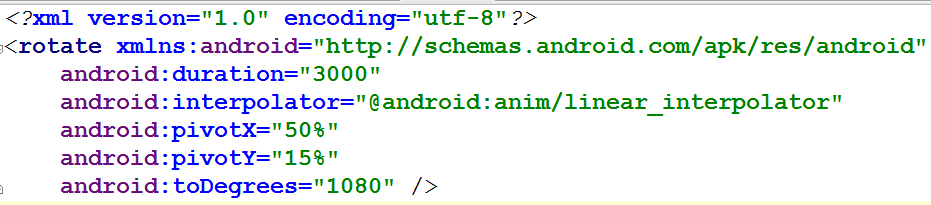 <?xml version="1.0" encoding="utf-8"?>
<rotate xmlns:android="http://schemas.android.com/apk/res/android"
    android:duration="3000"
    android:interpolator="@android:anim/linear_interpolator"
    android:pivotX="50%"
    android:pivotY="15%"
    android:toDegrees="1080" />